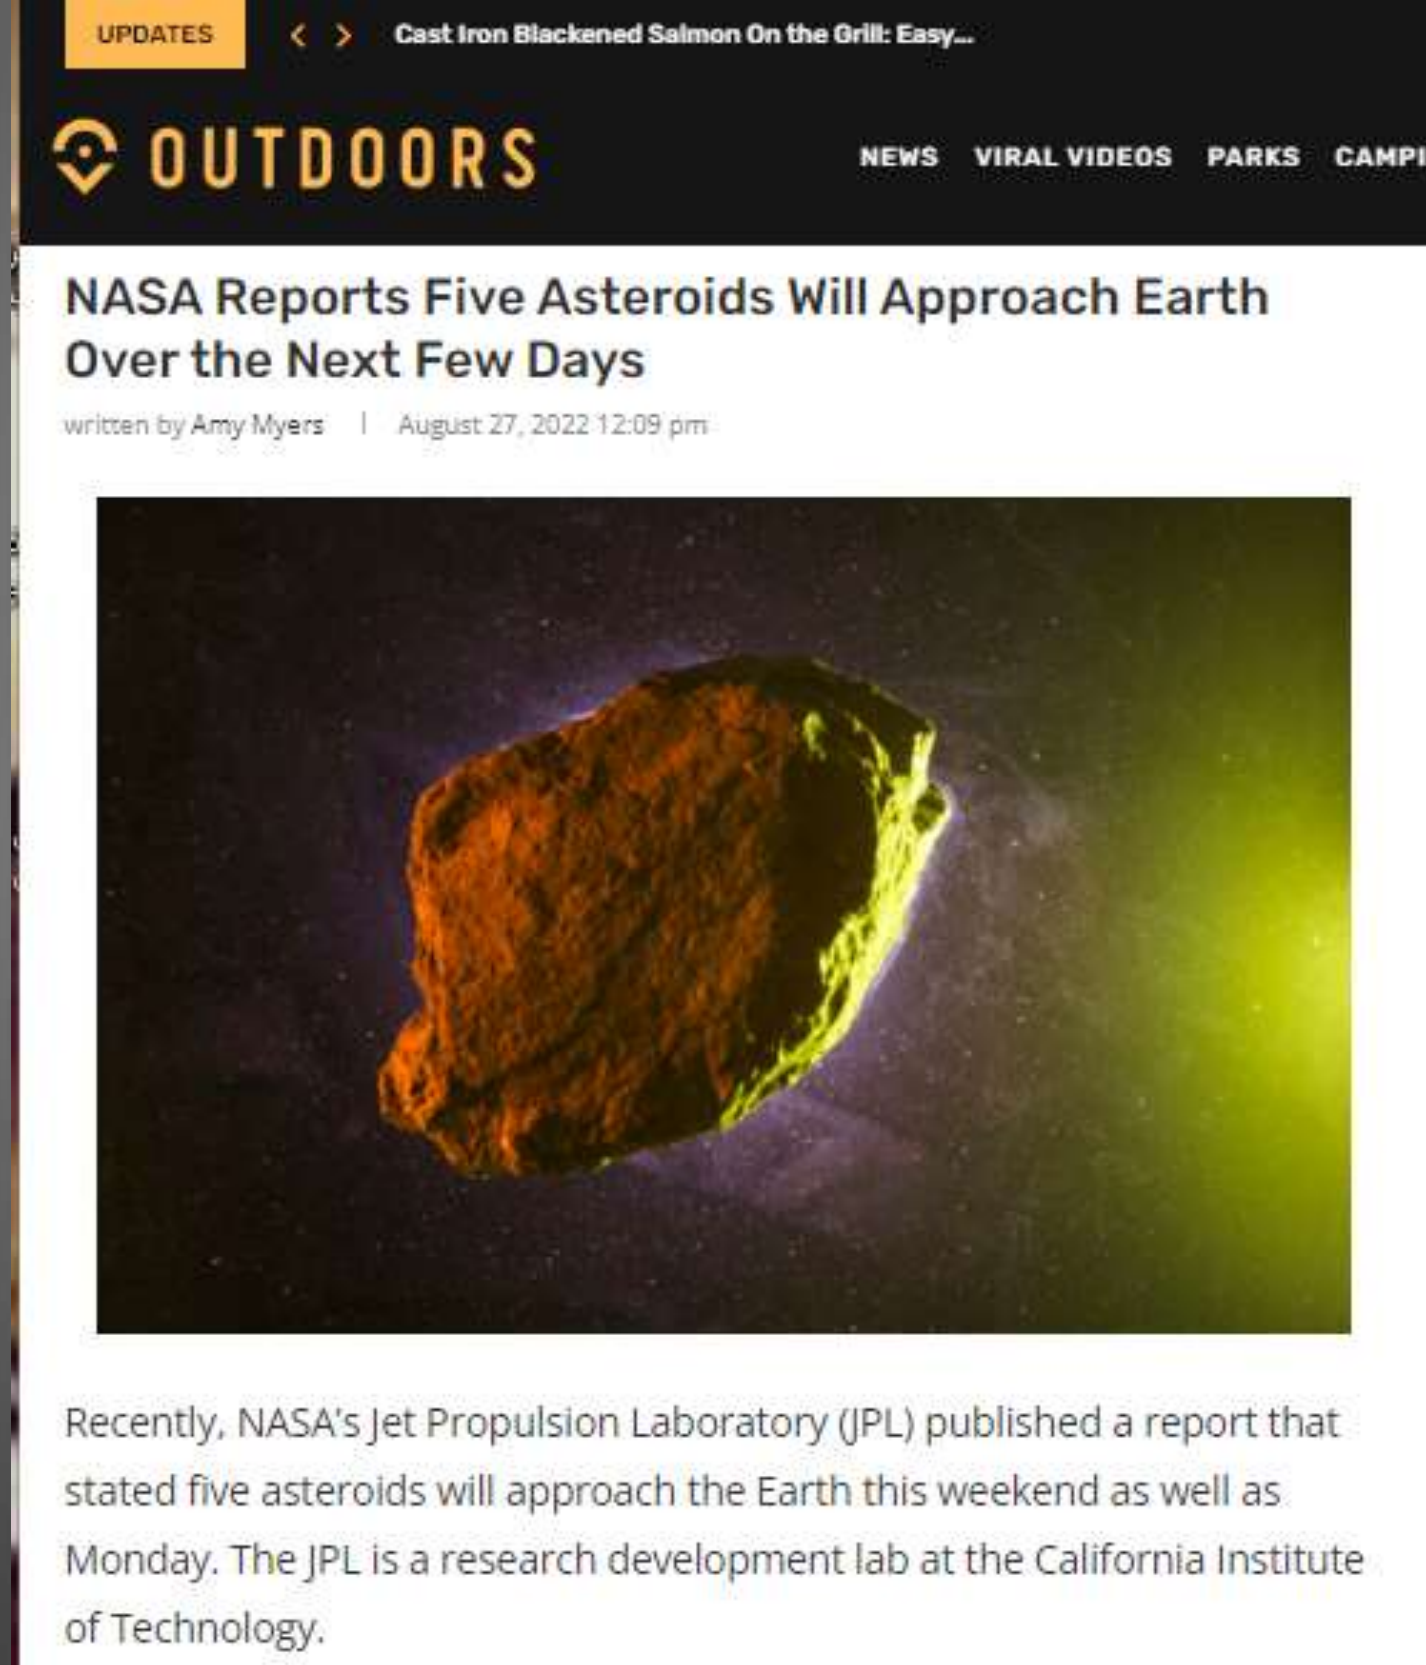 UPDATES
Cast Iron Blackened Salmon On the Grill: Easy...
OUTDOORS
NEWS VIRAL VIDEOS PARKS CAMPI
NASA Reports Five Asteroids Will Approach Earth
Over the Next Few Days
written by Amy Myers | August 27, 2022 12:09 pm
Recently, NASA's Jet Propulsion Laboratory (JPL) published a report that
stated five asteroids will approach the Earth this weekend as well as
Monday. The JPL is a research development lab at the California Institute
of Technology.